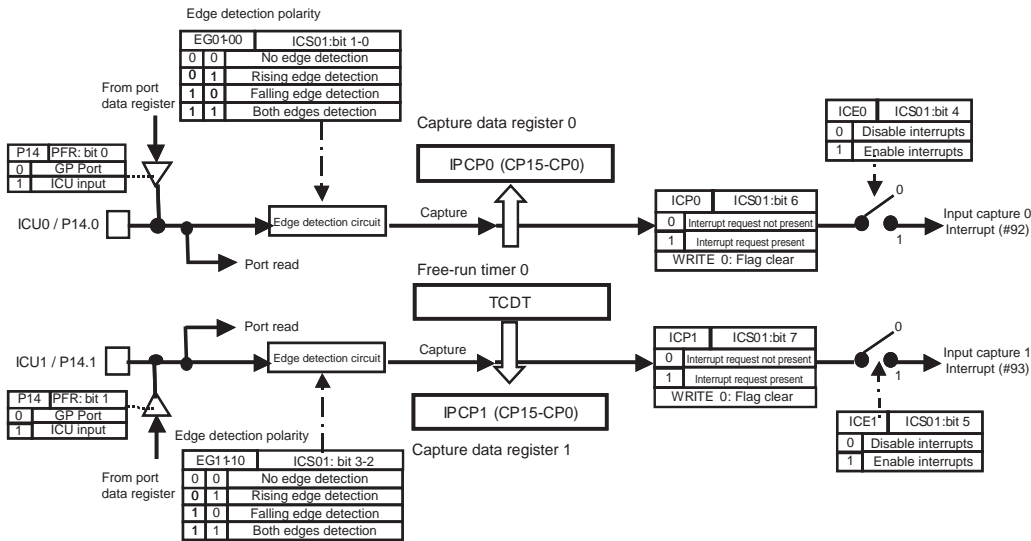 Edge detection polarity
EG01-00 ICS01:bit 1-0
0 0 No edge detection
0 1 Rising edge detection
1 0 Falling edge detection
1 1 Both edges detection
From port
data register
P14 PFR: bit 0
0 GP Port
1 ICU input
ICU0 / P14.0
Port read
Edge detection circuit
Capture
Capture data register 0
IPCP0 (CP15-CP0)
ICP0 ICS01:bit 6
0 Interrupt request not present
1 Interrupt request present
WRITE 0: Flag clear
ICE0 ICS01:bit 4
0 Disable interrupts
1 Enable interrupts
0
1
Input capture 0
Interrupt (#92)
Free-run timer 0
TCDT
ICU1 / P14.1
Port read
Edge detection circuit
Capture
IPCP1 (CP15-CP0)
Capture data register 1
ICP1 ICS01:bit 7
0 Interrupt request not present
1 Interrupt request present
WRITE 0: Flag clear
0
1
Input capture 1
Interrupt (#93)
ICE1 ICS01:bit 5
0 Disable interrupts
1 Enable interrupts
P14 PFR: bit 1
0 GP Port
1 ICU input
From port
data register
Edge detection polarity
EG11-10 ICS01: bit 3-2
0 0 No edge detection
0 1 Rising edge detection
1 0 Falling edge detection
1 1 Both edges detection